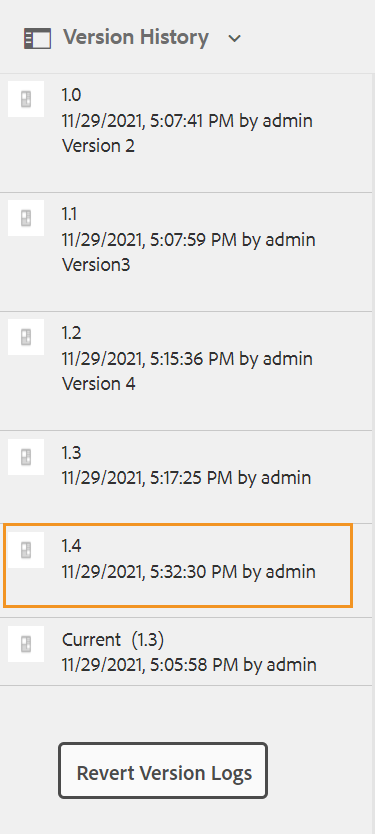 Version History
1.0
11/29/2021, 5:07:41 PM by admin
Version 2
1.1
11/29/2021, 5:07:59 PM by admin
Version3
1.2
11/29/2021, 5:15:36 PM by admin
Version 4
1.3
11/29/2021, 5:17:25 PM by admin
1.4
11/29/2021, 5:32:30 PM by admin
Current (1.3)
11/29/2021, 5:05:58 PM by admin
Revert Version Logs